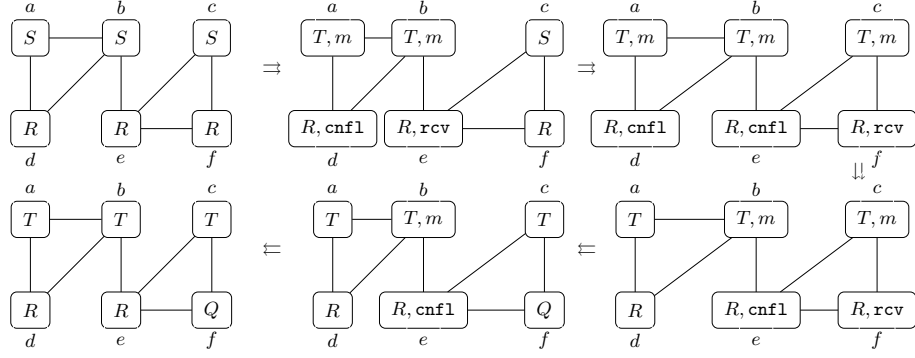 a b c a b c a b c
S S S T, m T, m S T, m T, m T, m
⇉ ⇉
R R R R, cnfl R, rcv R R, cnfl R, cnfl R, rcv
d e f d e f d e f
⇊
a b c a b c a b c
T T T T T, m T T T, m T, m
⇇ ⇇
R R Q R R, cnfl Q R R, cnfl R, rcv
d e f d e f d e f